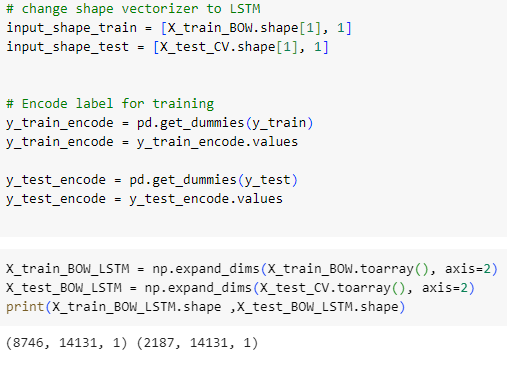 # change shape vectorizer to LSTM
input_shape_train = [X_train_BOW.shape[1], 1]
input_shape_test = [X_test_CV.shape[1], 1]
# Encode label for training
y_train_encode = pd.get_dummies(y_train)
y_train_encode = y_train_encode.values
y_test_encode = pd.get_dummies(y_test)
y_test_encode = y_test_encode.values
X_train_BOW_LSTM = np.expand_dims(X_train_BOW.toarray(), axis=2)
X_test_BOW_LSTM = np.expand_dims(X_test_CV.toarray(), axis=2)
print(X_train_BOW_LSTM.shape ,X_test_BOW_LSTM.shape)
(8746, 14131, 1) (2187, 14131, 1)